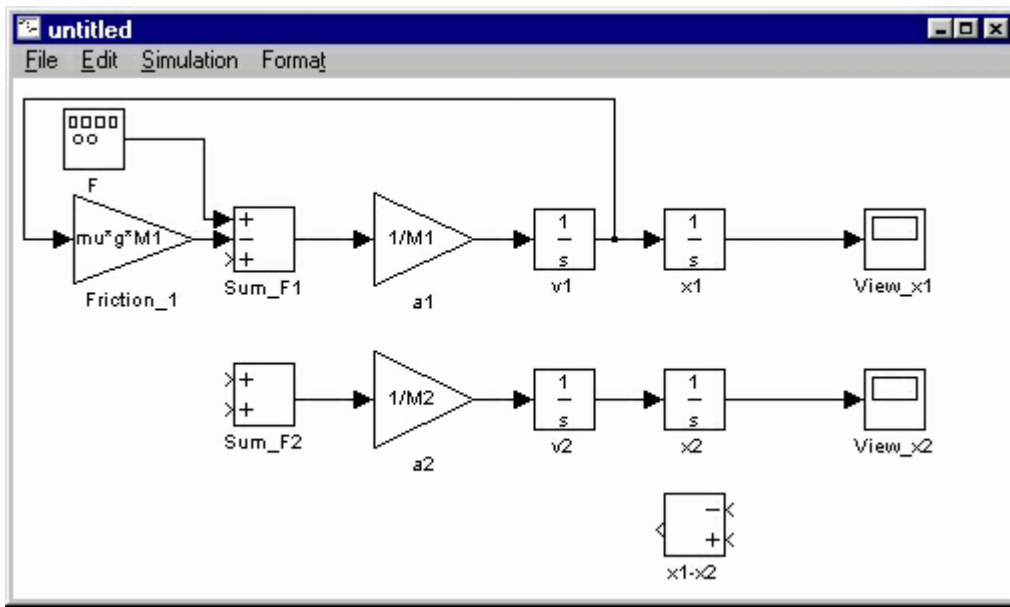 untitled
File Edit Simulation Format
F
mu*g*M1
Friction_1
+
−
+
Sum_F1
1/M1
a1
1
s
v1
1
s
x1
View_x1
+
+
Sum_F2
1/M2
a2
1
s
v2
1
s
x2
View_x2
−
+
x1-x2